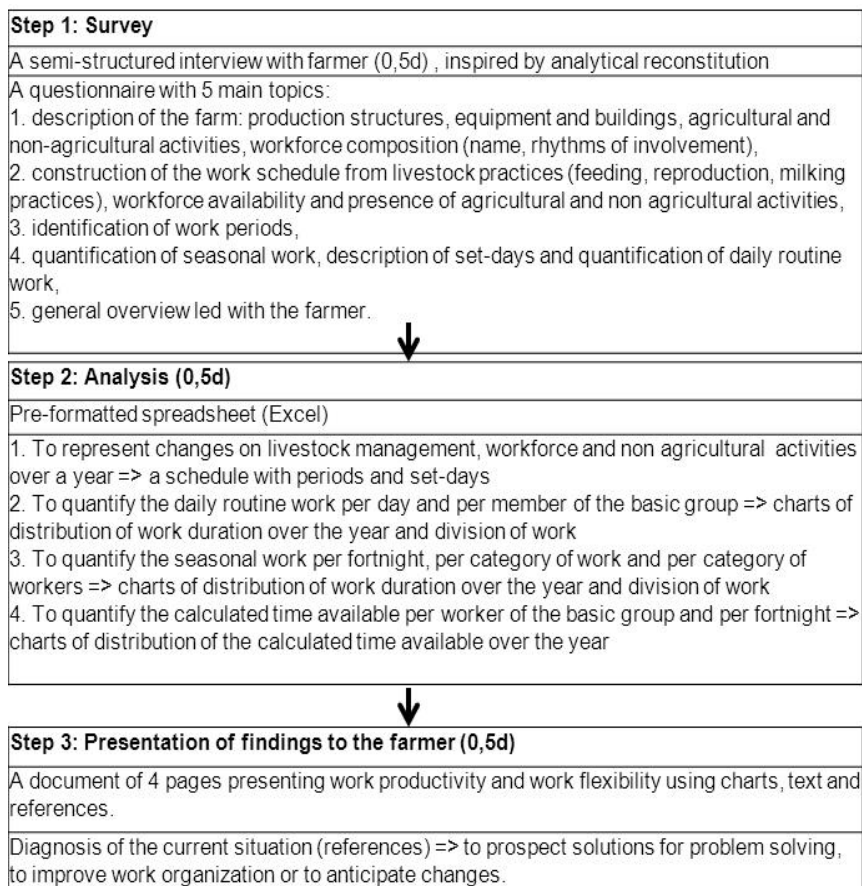 Step 1: Survey
A semi-structured interview with farmer (0,5d) , inspired by analytical reconstitution
A questionnaire with 5 main topics:
1. description of the farm: production structures, equipment and buildings, agricultural and
non-agricultural activities, workforce composition (name, rhythms of involvement),
2. construction of the work schedule from livestock practices (feeding, reproduction, milking
practices), workforce availability and presence of agricultural and non agricultural activities,
3. identification of work periods,
4. quantification of seasonal work, description of set-days and quantification of daily routine
work,
5. general overview led with the farmer.
Step 2: Analysis (0,5d)
Pre-formatted spreadsheet (Excel)
1. To represent changes on livestock management, workforce and non agricultural activities
over a year => a schedule with periods and set-days
2. To quantify the daily routine work per day and per member of the basic group => charts of
distribution of work duration over the year and division of work
3. To quantify the seasonal work per fortnight, per category of work and per category of
workers => charts of distribution of work duration over the year and division of work
4. To quantify the calculated time available per worker of the basic group and per fortnight =>
charts of distribution of the calculated time available over the year
Step 3: Presentation of findings to the farmer (0,5d)
A document of 4 pages presenting work productivity and work flexibility using charts, text and
references.
Diagnosis of the current situation (references) => to prospect solutions for problem solving,
to improve work organization or to anticipate changes.